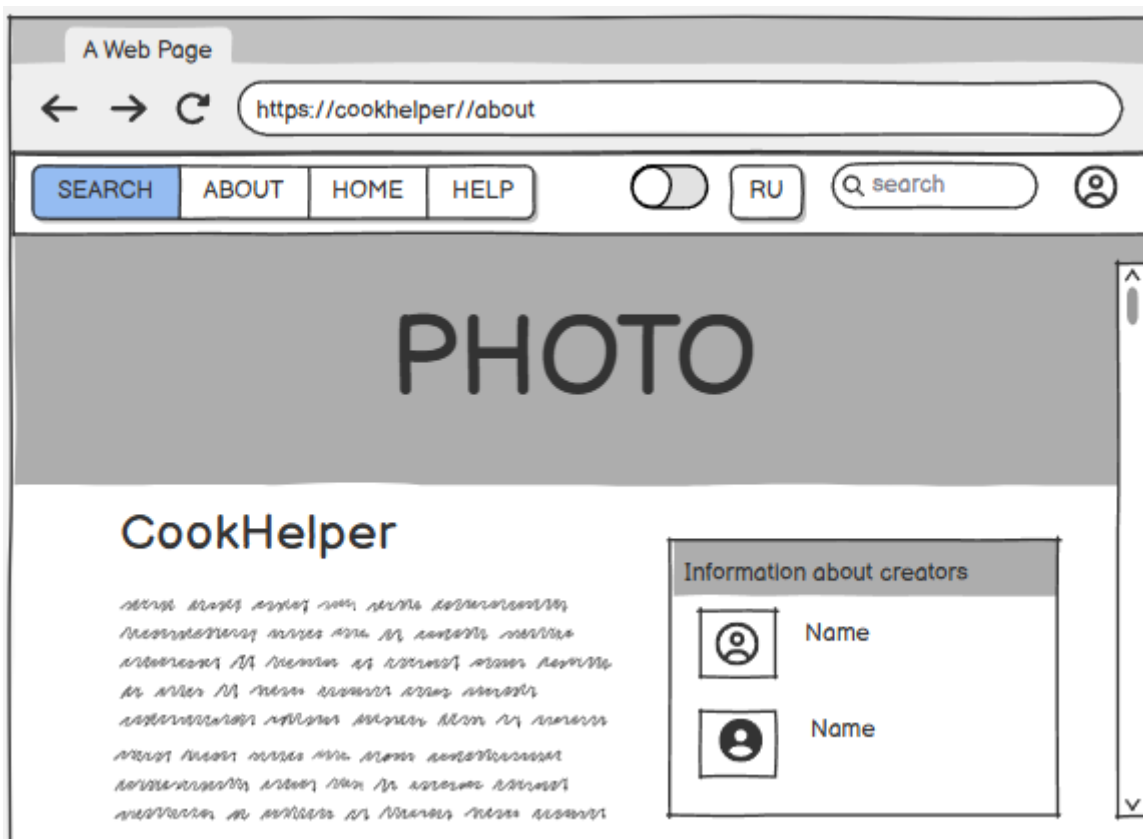 A Web Page
https://cookhelper//about
SEARCH ABOUT HOME HELP RU search
PHOTO
CookHelper
Information about creators
Name
Name